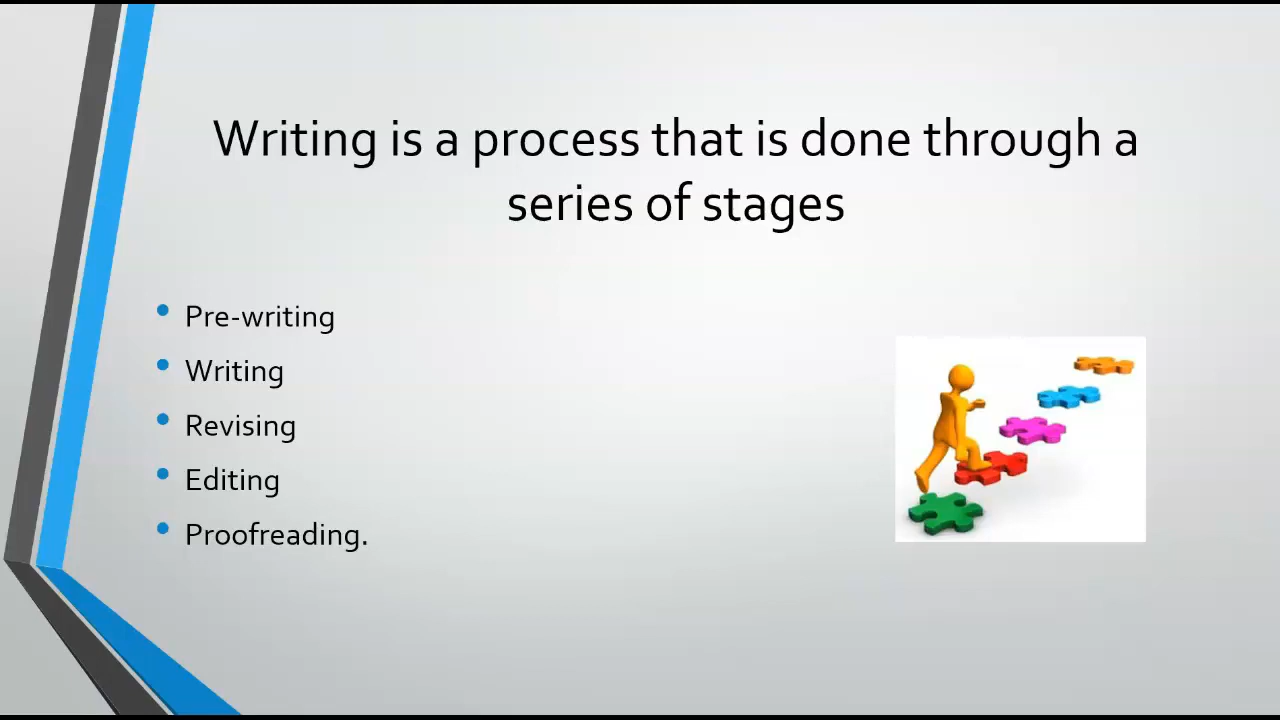 Writing is a process that is done through a
series of stages
• Pre-writing
• Writing
• Revising
• Editing
• Proofreading.